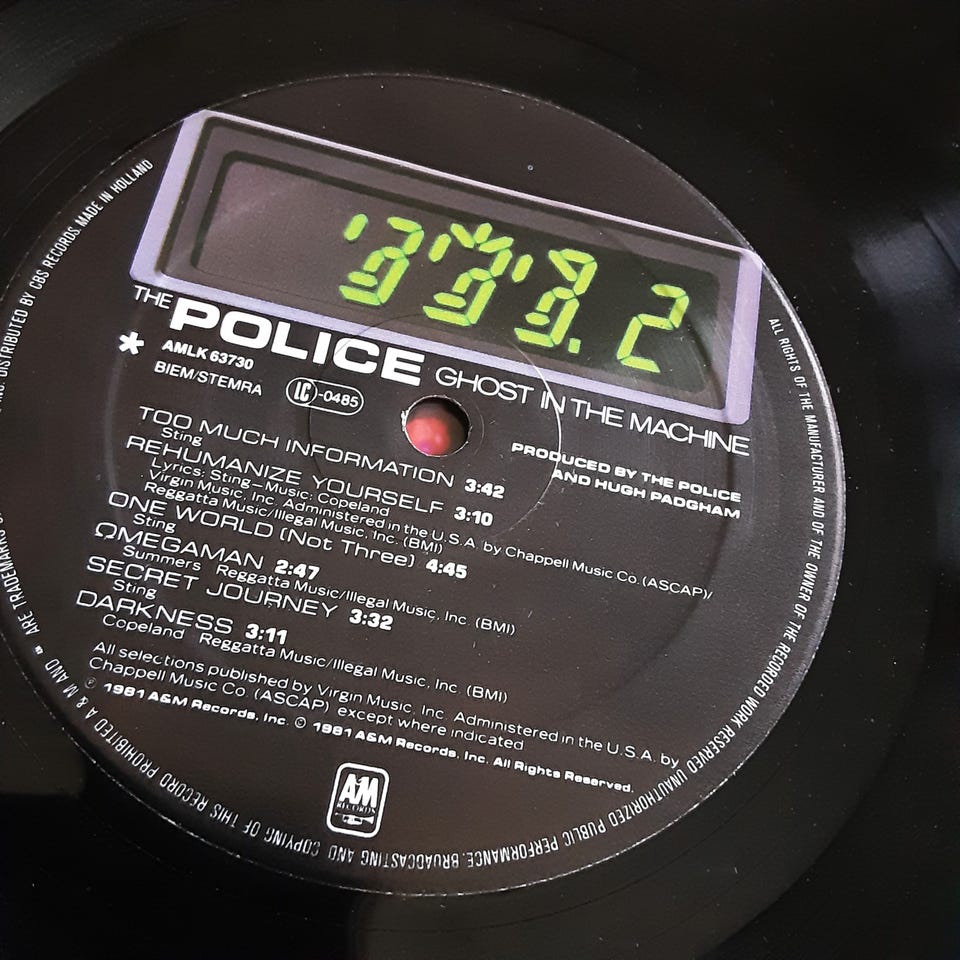 .2
THE
POLICE
GHOST IN THE MACHINE
* AMLK 63730
BIEM/STEMRA
LC-0485
PRODUCED BY THE POLICE
AND HUGH PADGHAM
TOO MUCH INFORMATION 3:42
Sting
REHUMANIZE YOURSELF 3:10
Lyrics: Sting–Music: Copeland
Virgin Music, Inc. Administered in the U.S.A. by Chappell Music Co. (ASCAP)/
Reggatta Music/Illegal Music, Inc. (BMI)
ONE WORLD (Not Three) 4:45
Sting
ΩMEGAMAN 2:47
Summers Reggatta Music/Illegal Music, Inc. (BMI)
SECRET JOURNEY 3:32
Sting
DARKNESS 3:11
Copeland Reggatta Music/Illegal Music, Inc. (BMI)
All selections published by Virgin Music, Inc. Administered in the U.S.A. by
Chappell Music Co. (ASCAP) except where indicated
℗ 1981 A&M Records, Inc. © 1981 A&M Records, Inc. All Rights Reserved.
A&M
RECORDS
ALL RIGHTS OF THE MANUFACTURER AND OF THE OWNER OF THE RECORDED WORK RESERVED UNAUTHORIZED PUBLIC PERFORMANCE, BROADCASTING AND COPYING OF THIS RECORD PROHIBITED A & M AND
ARE TRADEMARKS
INC. DISTRIBUTED BY CBS RECORDS. MADE IN HOLLAND